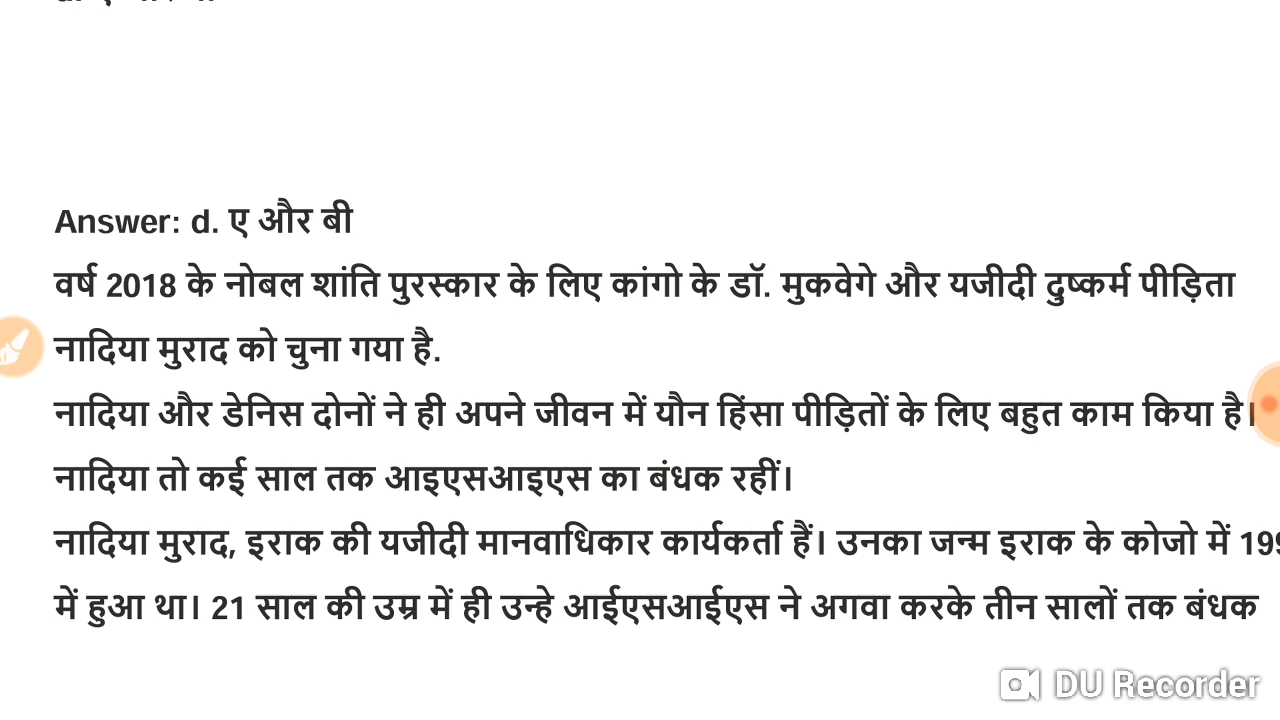 Answer: d. ए और बी
वर्ष 2018 के नोबल शांति पुरस्कार के लिए कांगो के डॉ. मुकवेगे और यजीदी दुष्कर्म पीड़िता
नादिया मुराद को चुना गया है.
नादिया और डेनिस दोनों ने ही अपने जीवन में यौन हिंसा पीड़ितों के लिए बहुत काम किया है।
नादिया तो कई साल तक आइएसआइएस का बंधक रहीं।
नादिया मुराद, इराक की यजीदी मानवाधिकार कार्यकर्ता हैं। उनका जन्म इराक के कोजो में 199
में हुआ था। 21 साल की उम्र में ही उन्हे आईएसआईएस ने अगवा करके तीन सालों तक बंधक
DU Recorder